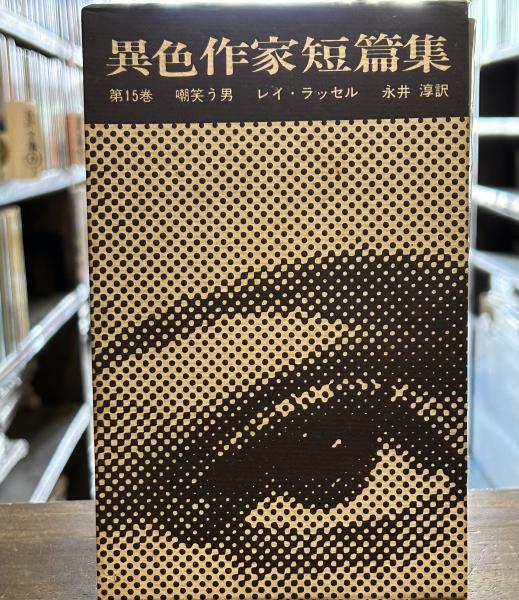 異色作家短篇集
第15巻 嘲笑う男 レイ・ラッセル 永井 淳訳